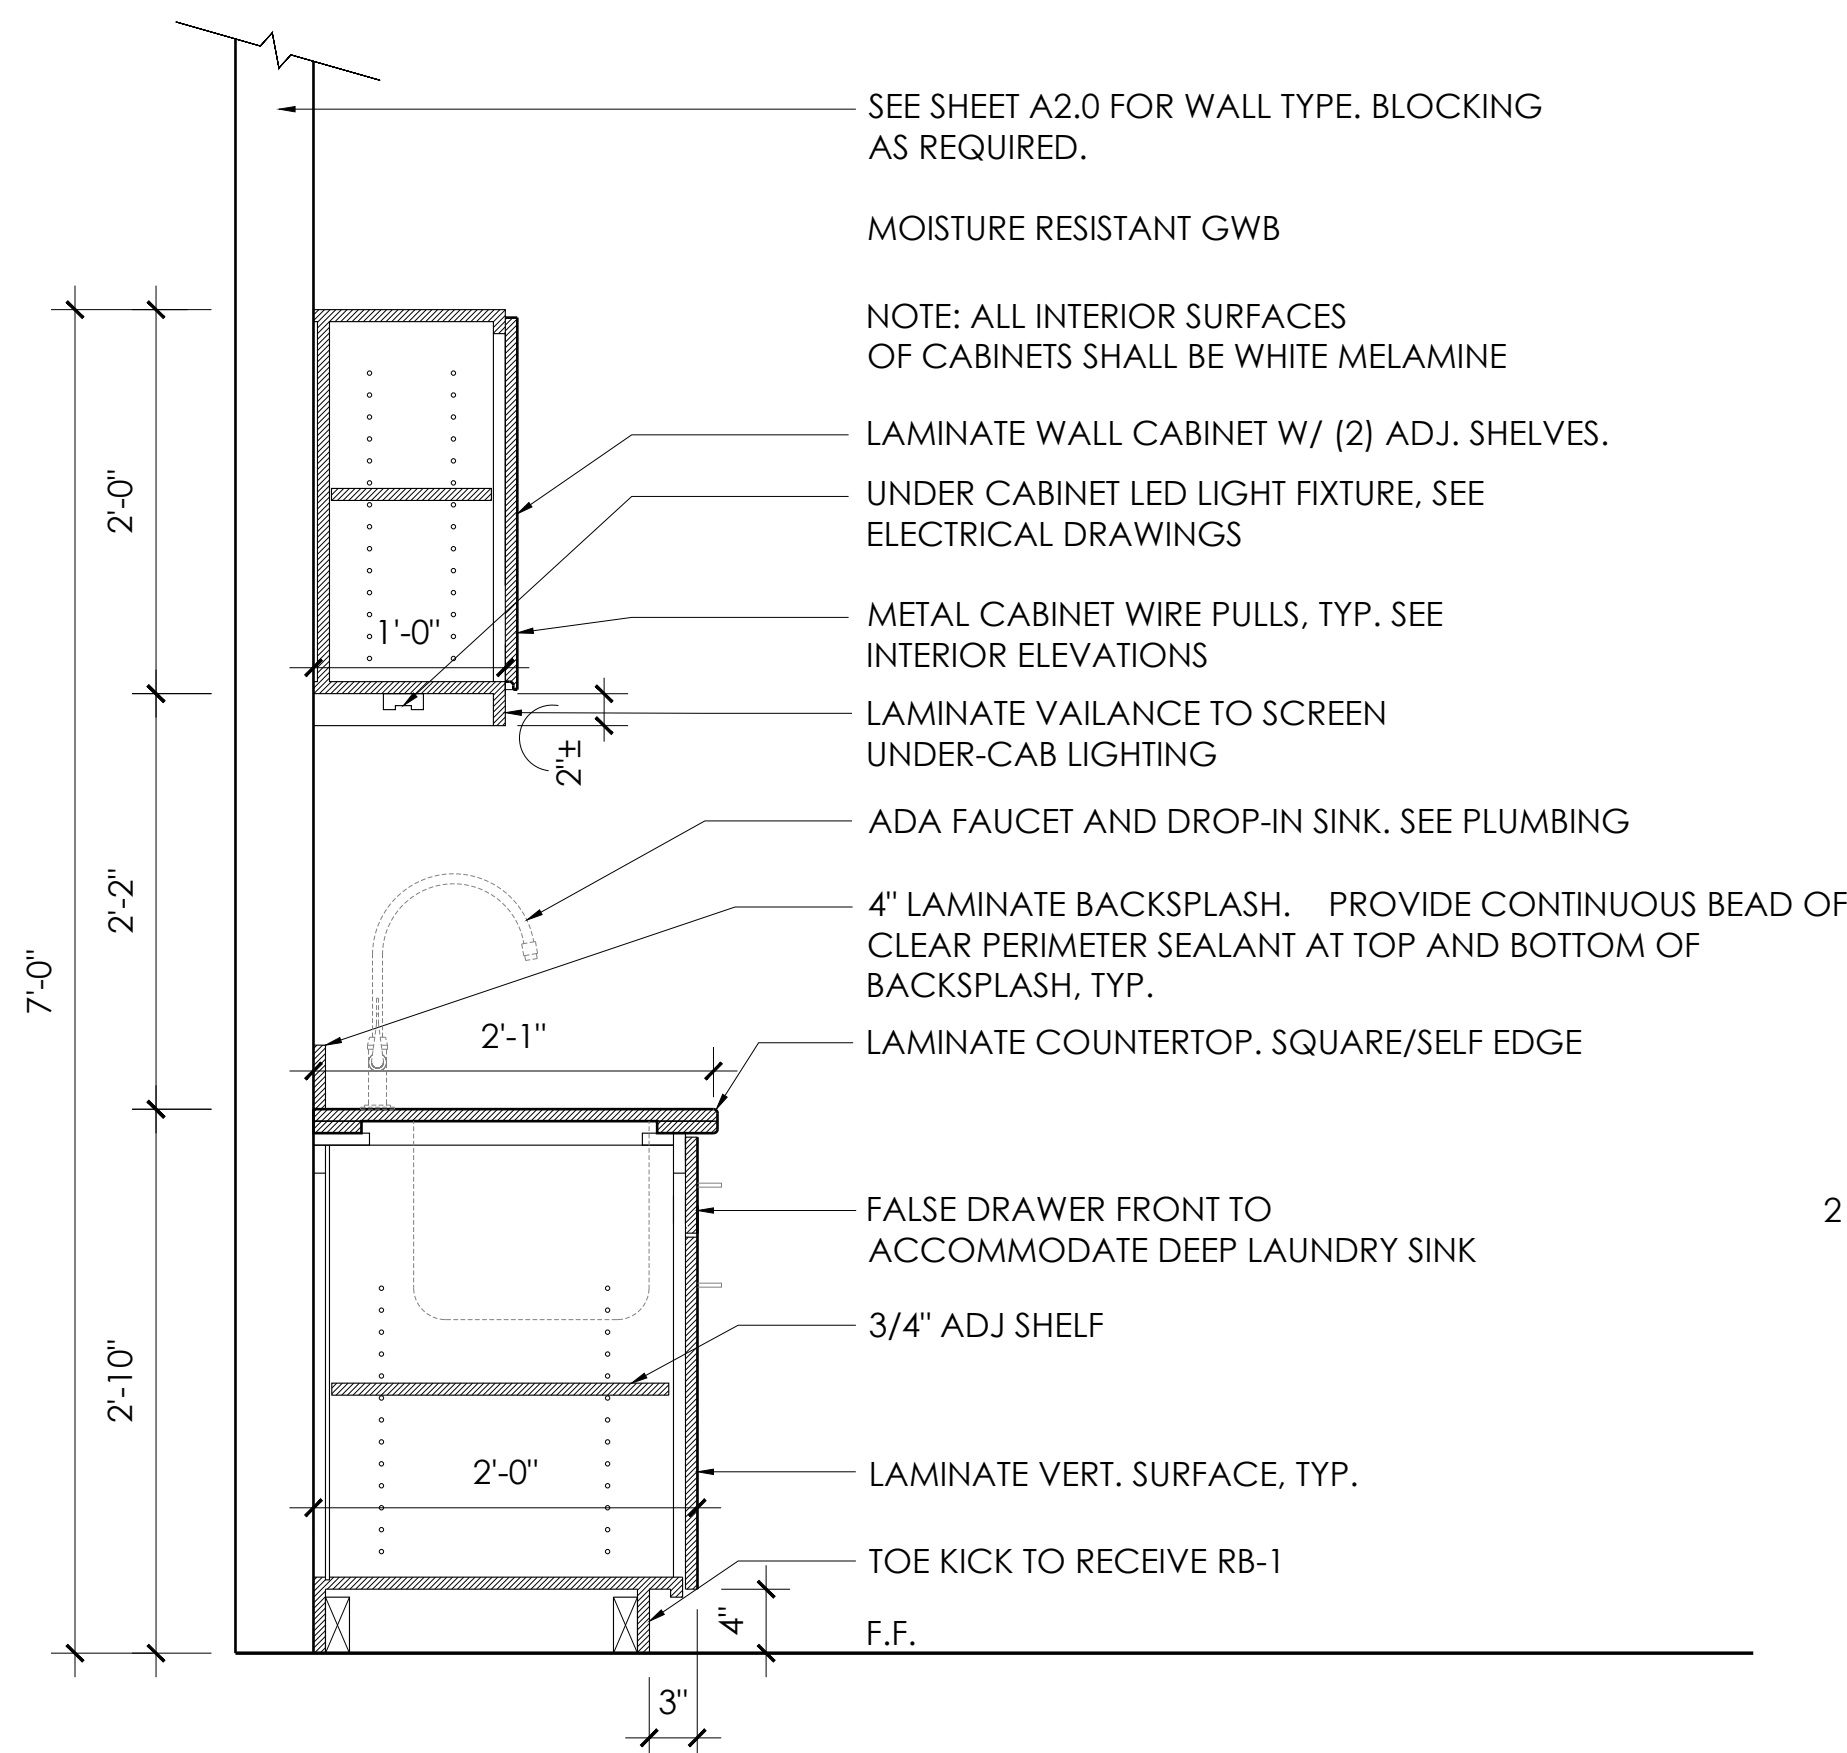 SEE SHEET A2.0 FOR WALL TYPE. BLOCKING
AS REQUIRED.
MOISTURE RESISTANT GWB
NOTE: ALL INTERIOR SURFACES
OF CABINETS SHALL BE WHITE MELAMINE
LAMINATE WALL CABINET W/ (2) ADJ. SHELVES.
UNDER CABINET LED LIGHT FIXTURE, SEE
ELECTRICAL DRAWINGS
METAL CABINET WIRE PULLS, TYP. SEE
INTERIOR ELEVATIONS
LAMINATE VAILANCE TO SCREEN
UNDER-CAB LIGHTING
ADA FAUCET AND DROP-IN SINK. SEE PLUMBING
4" LAMINATE BACKSPLASH. PROVIDE CONTINUOUS BEAD OF
CLEAR PERIMETER SEALANT AT TOP AND BOTTOM OF
BACKSPLASH, TYP.
LAMINATE COUNTERTOP. SQUARE/SELF EDGE
FALSE DRAWER FRONT TO
ACCOMMODATE DEEP LAUNDRY SINK
2
3/4" ADJ SHELF
LAMINATE VERT. SURFACE, TYP.
TOE KICK TO RECEIVE RB-1
F.F.
7'-0"
2'-0"
2'-2"
2'-10"
1'-0"
2"±
2'-1"
2'-0"
4"
3"